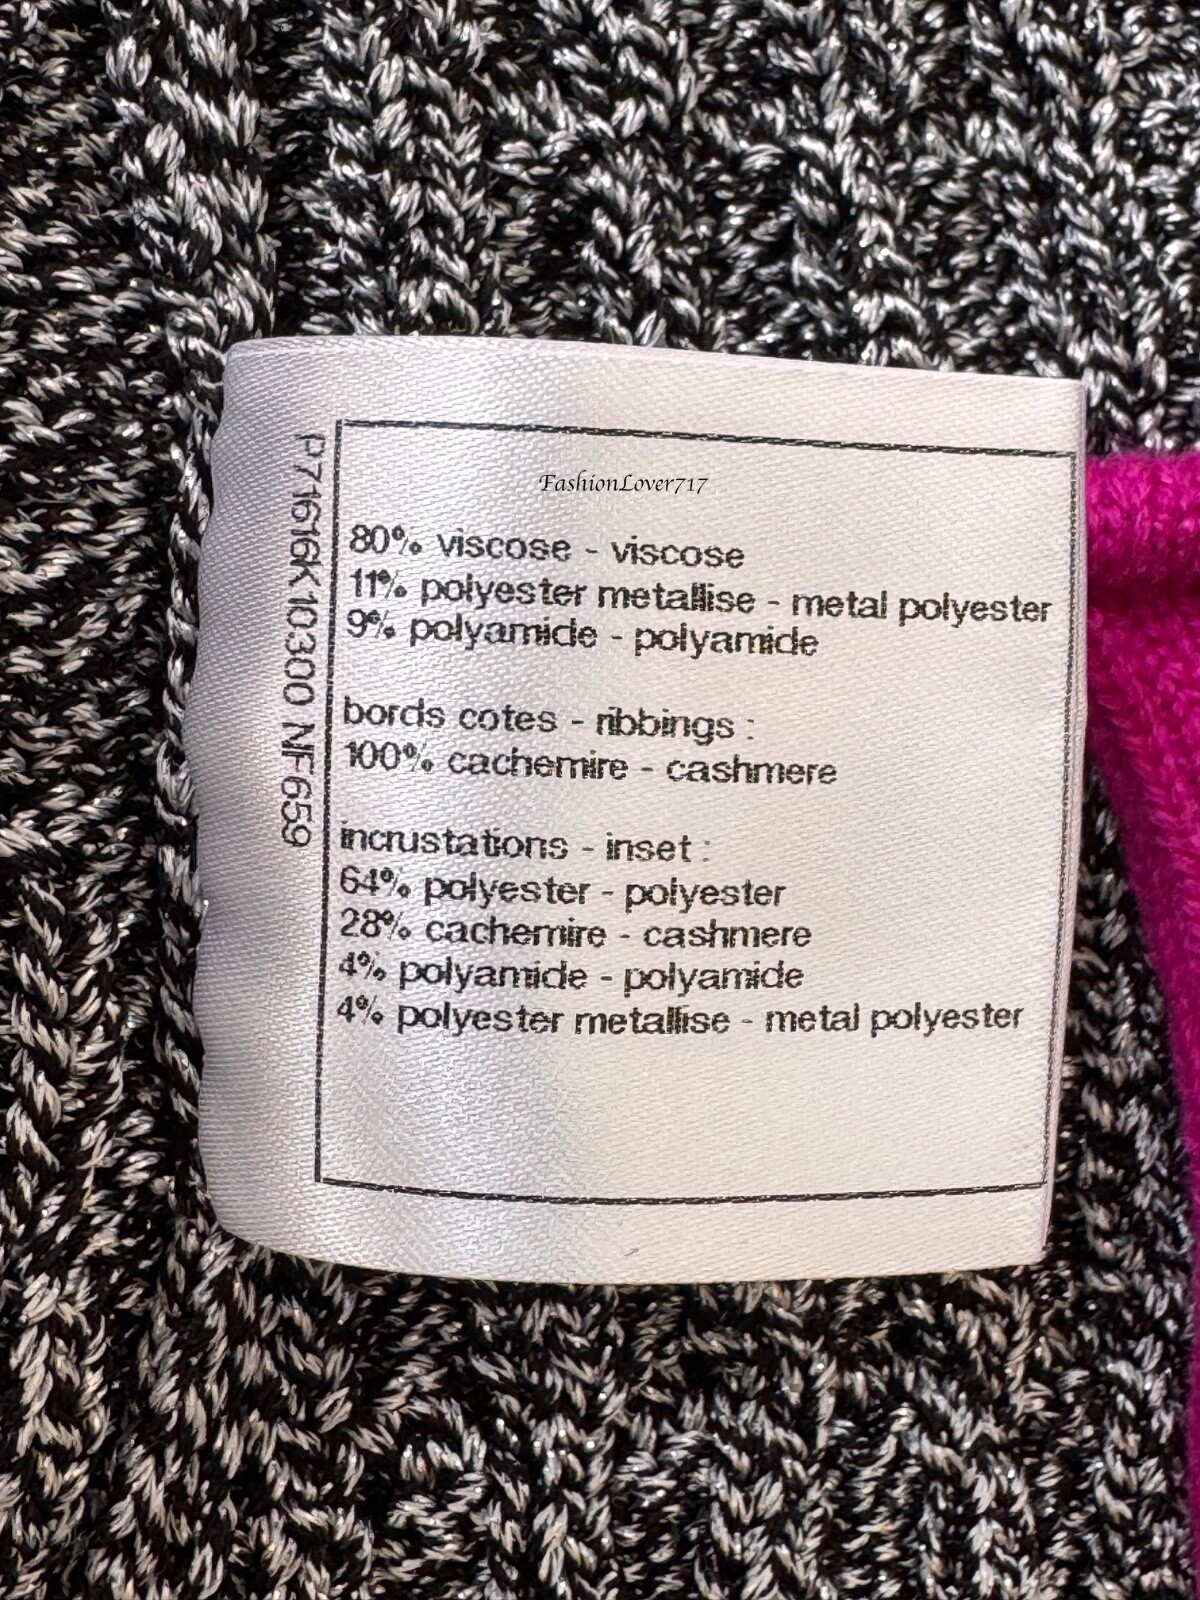 FashionLover717
80% viscose - viscose
11% polyester metallise - metal polyester
9% polyamide - polyamide
bords cotes - ribbings :
100% cachemire - cashmere
incrustations - inset :
64% polyester - polyester
28% cachemire - cashmere
4% polyamide - polyamide
4% polyester metallise - metal polyester
P71616K10300 NF659